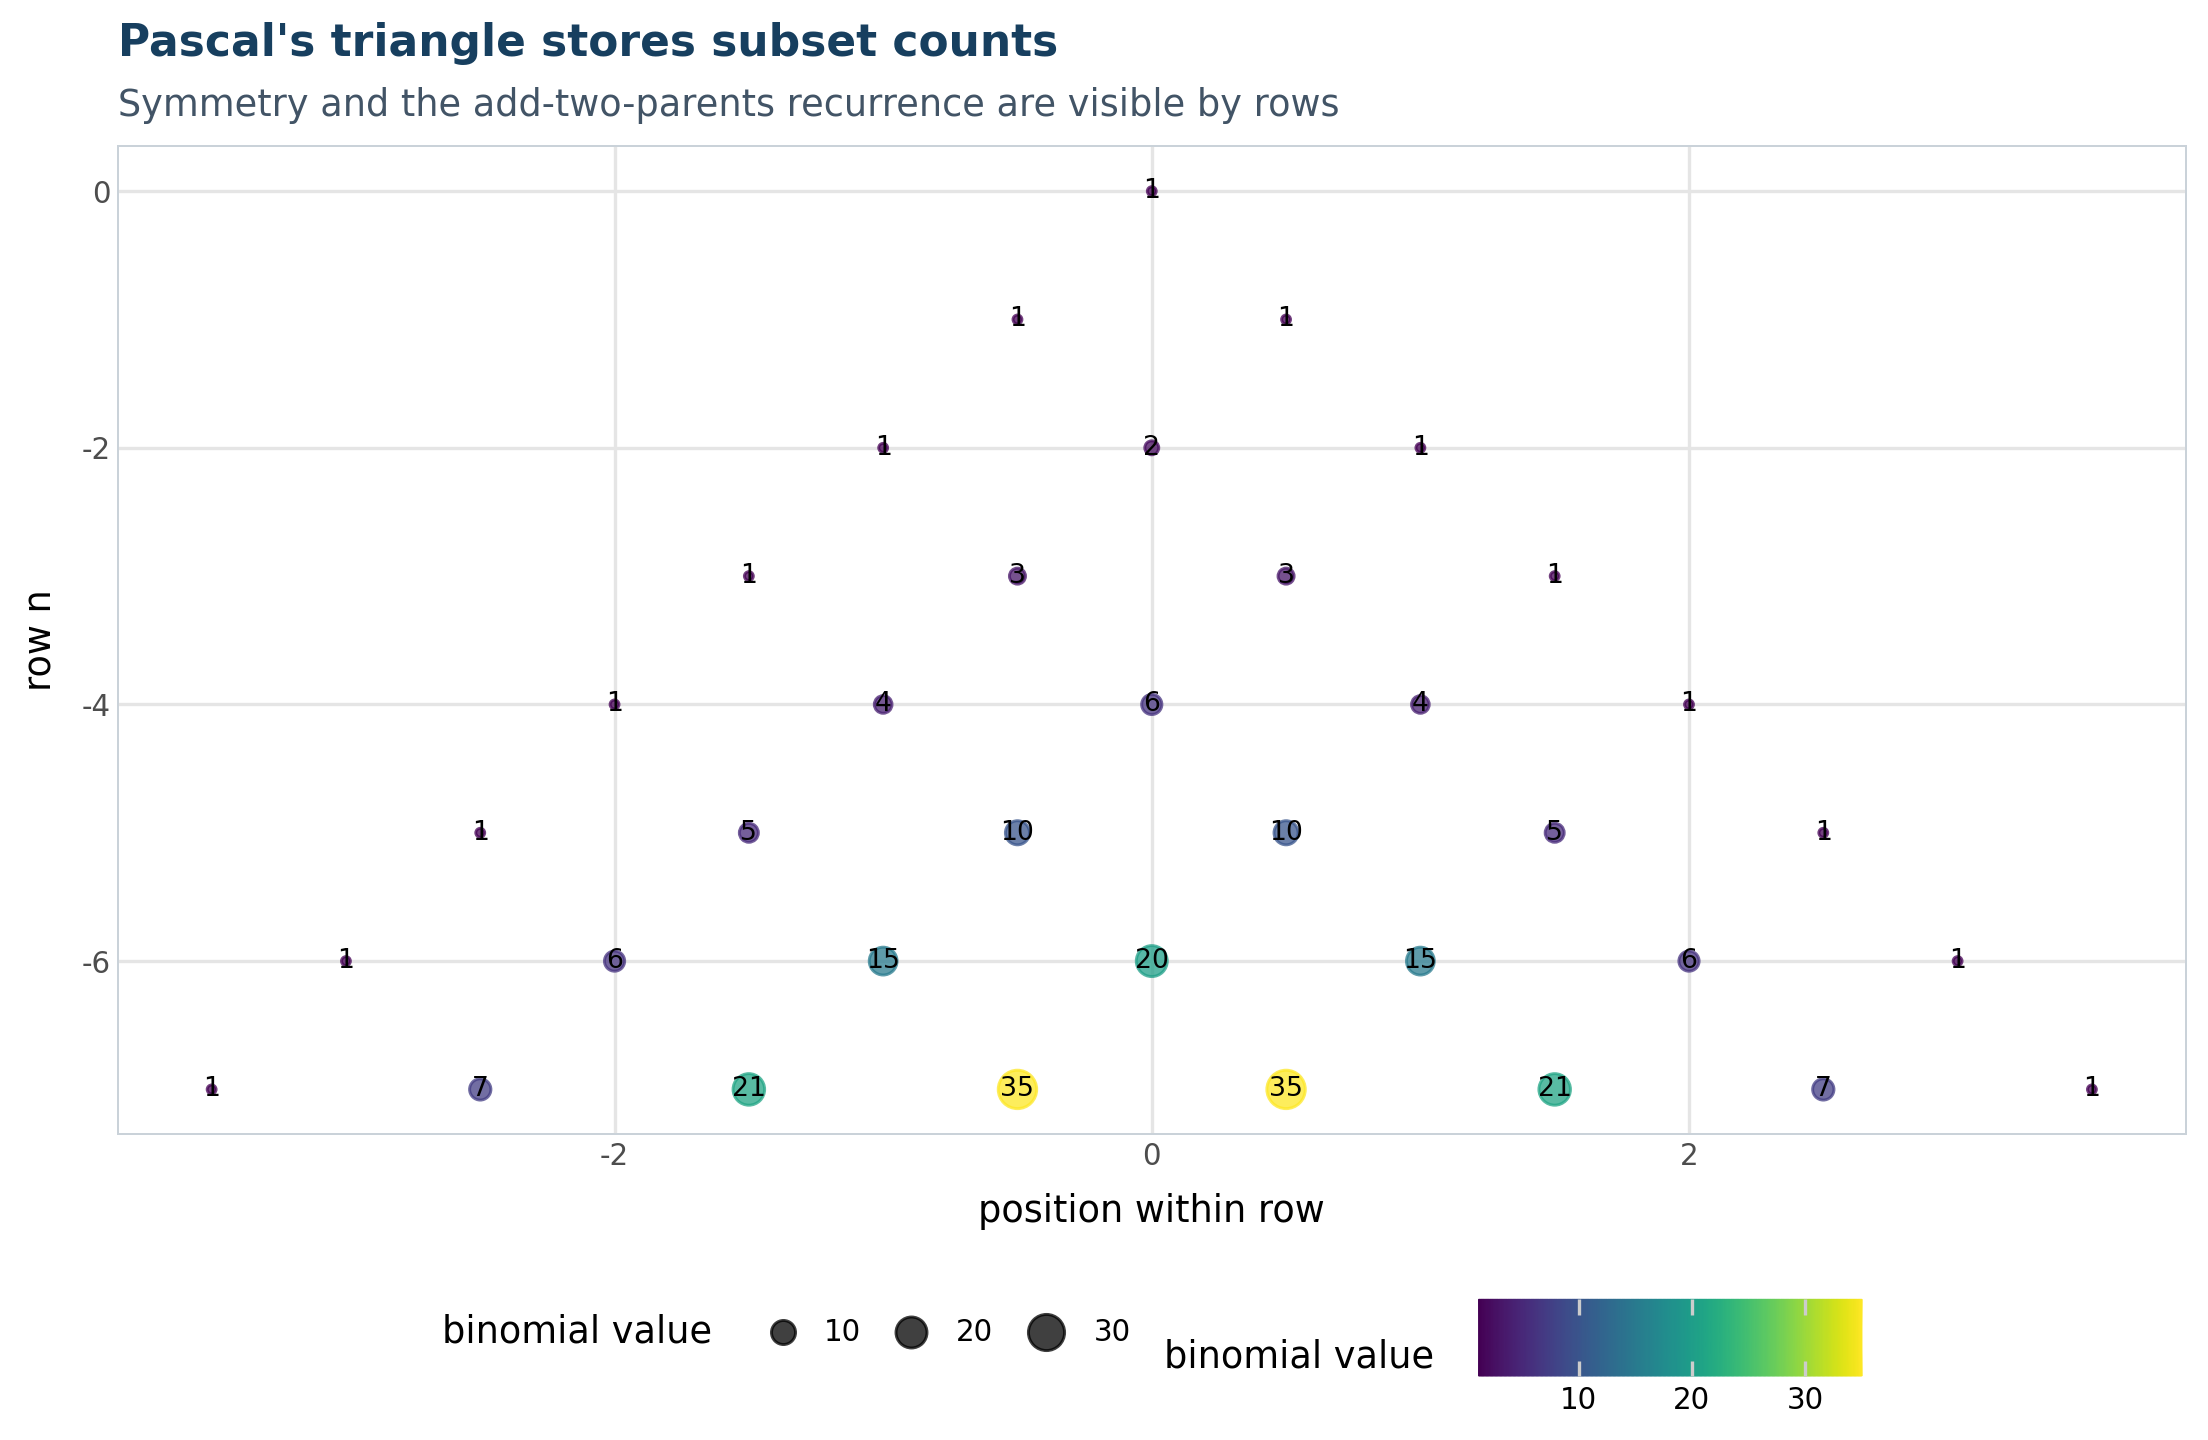 Pascal's triangle stores subset counts
Symmetry and the add-two-parents recurrence are visible by rows
0
1
1 1
-2
1 2 1
1 3 3 1
row n
-4
1 4 6 4 1
1 5 10 10 5 1
-6
1 6 15 20 15 6 1
1 7 21 35 35 21 7 1
-2 0 2
position within row
binomial value 10 20 30
binomial value
10 20 30